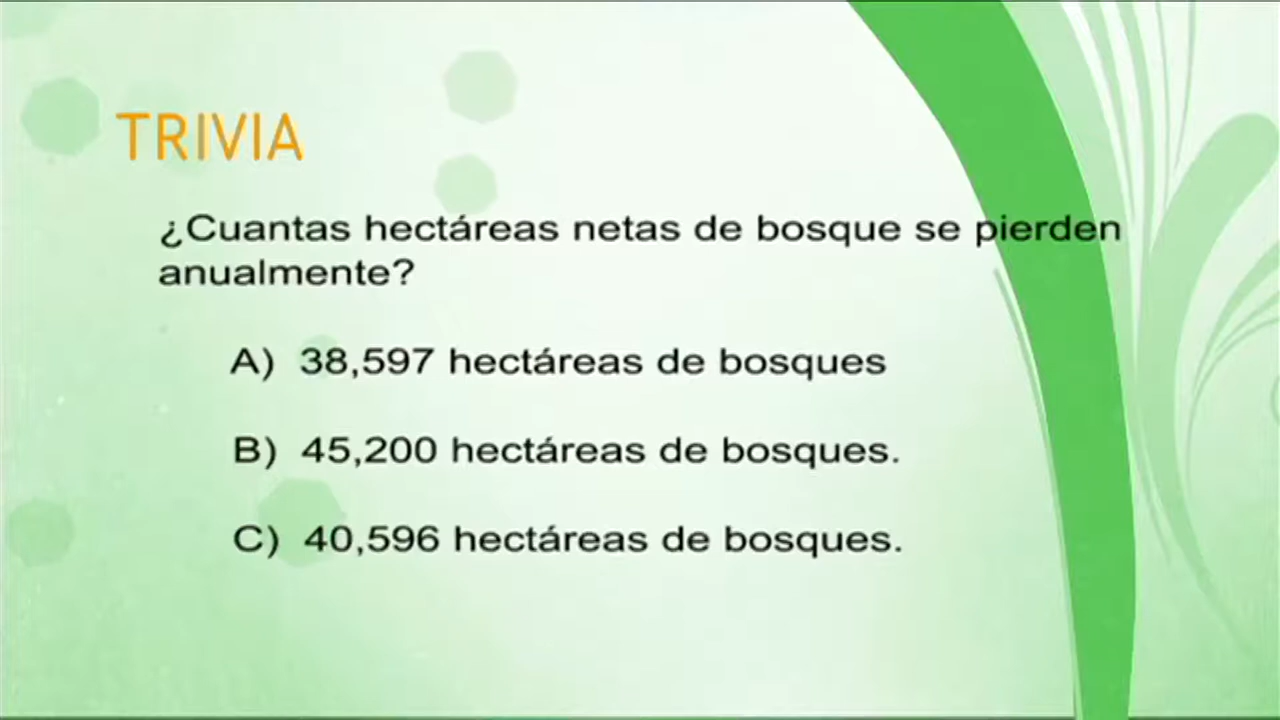 TRIVIA
¿Cuantas hectáreas netas de bosque se pierden
anualmente?
A) 38,597 hectáreas de bosques
B) 45,200 hectáreas de bosques.
C) 40,596 hectáreas de bosques.